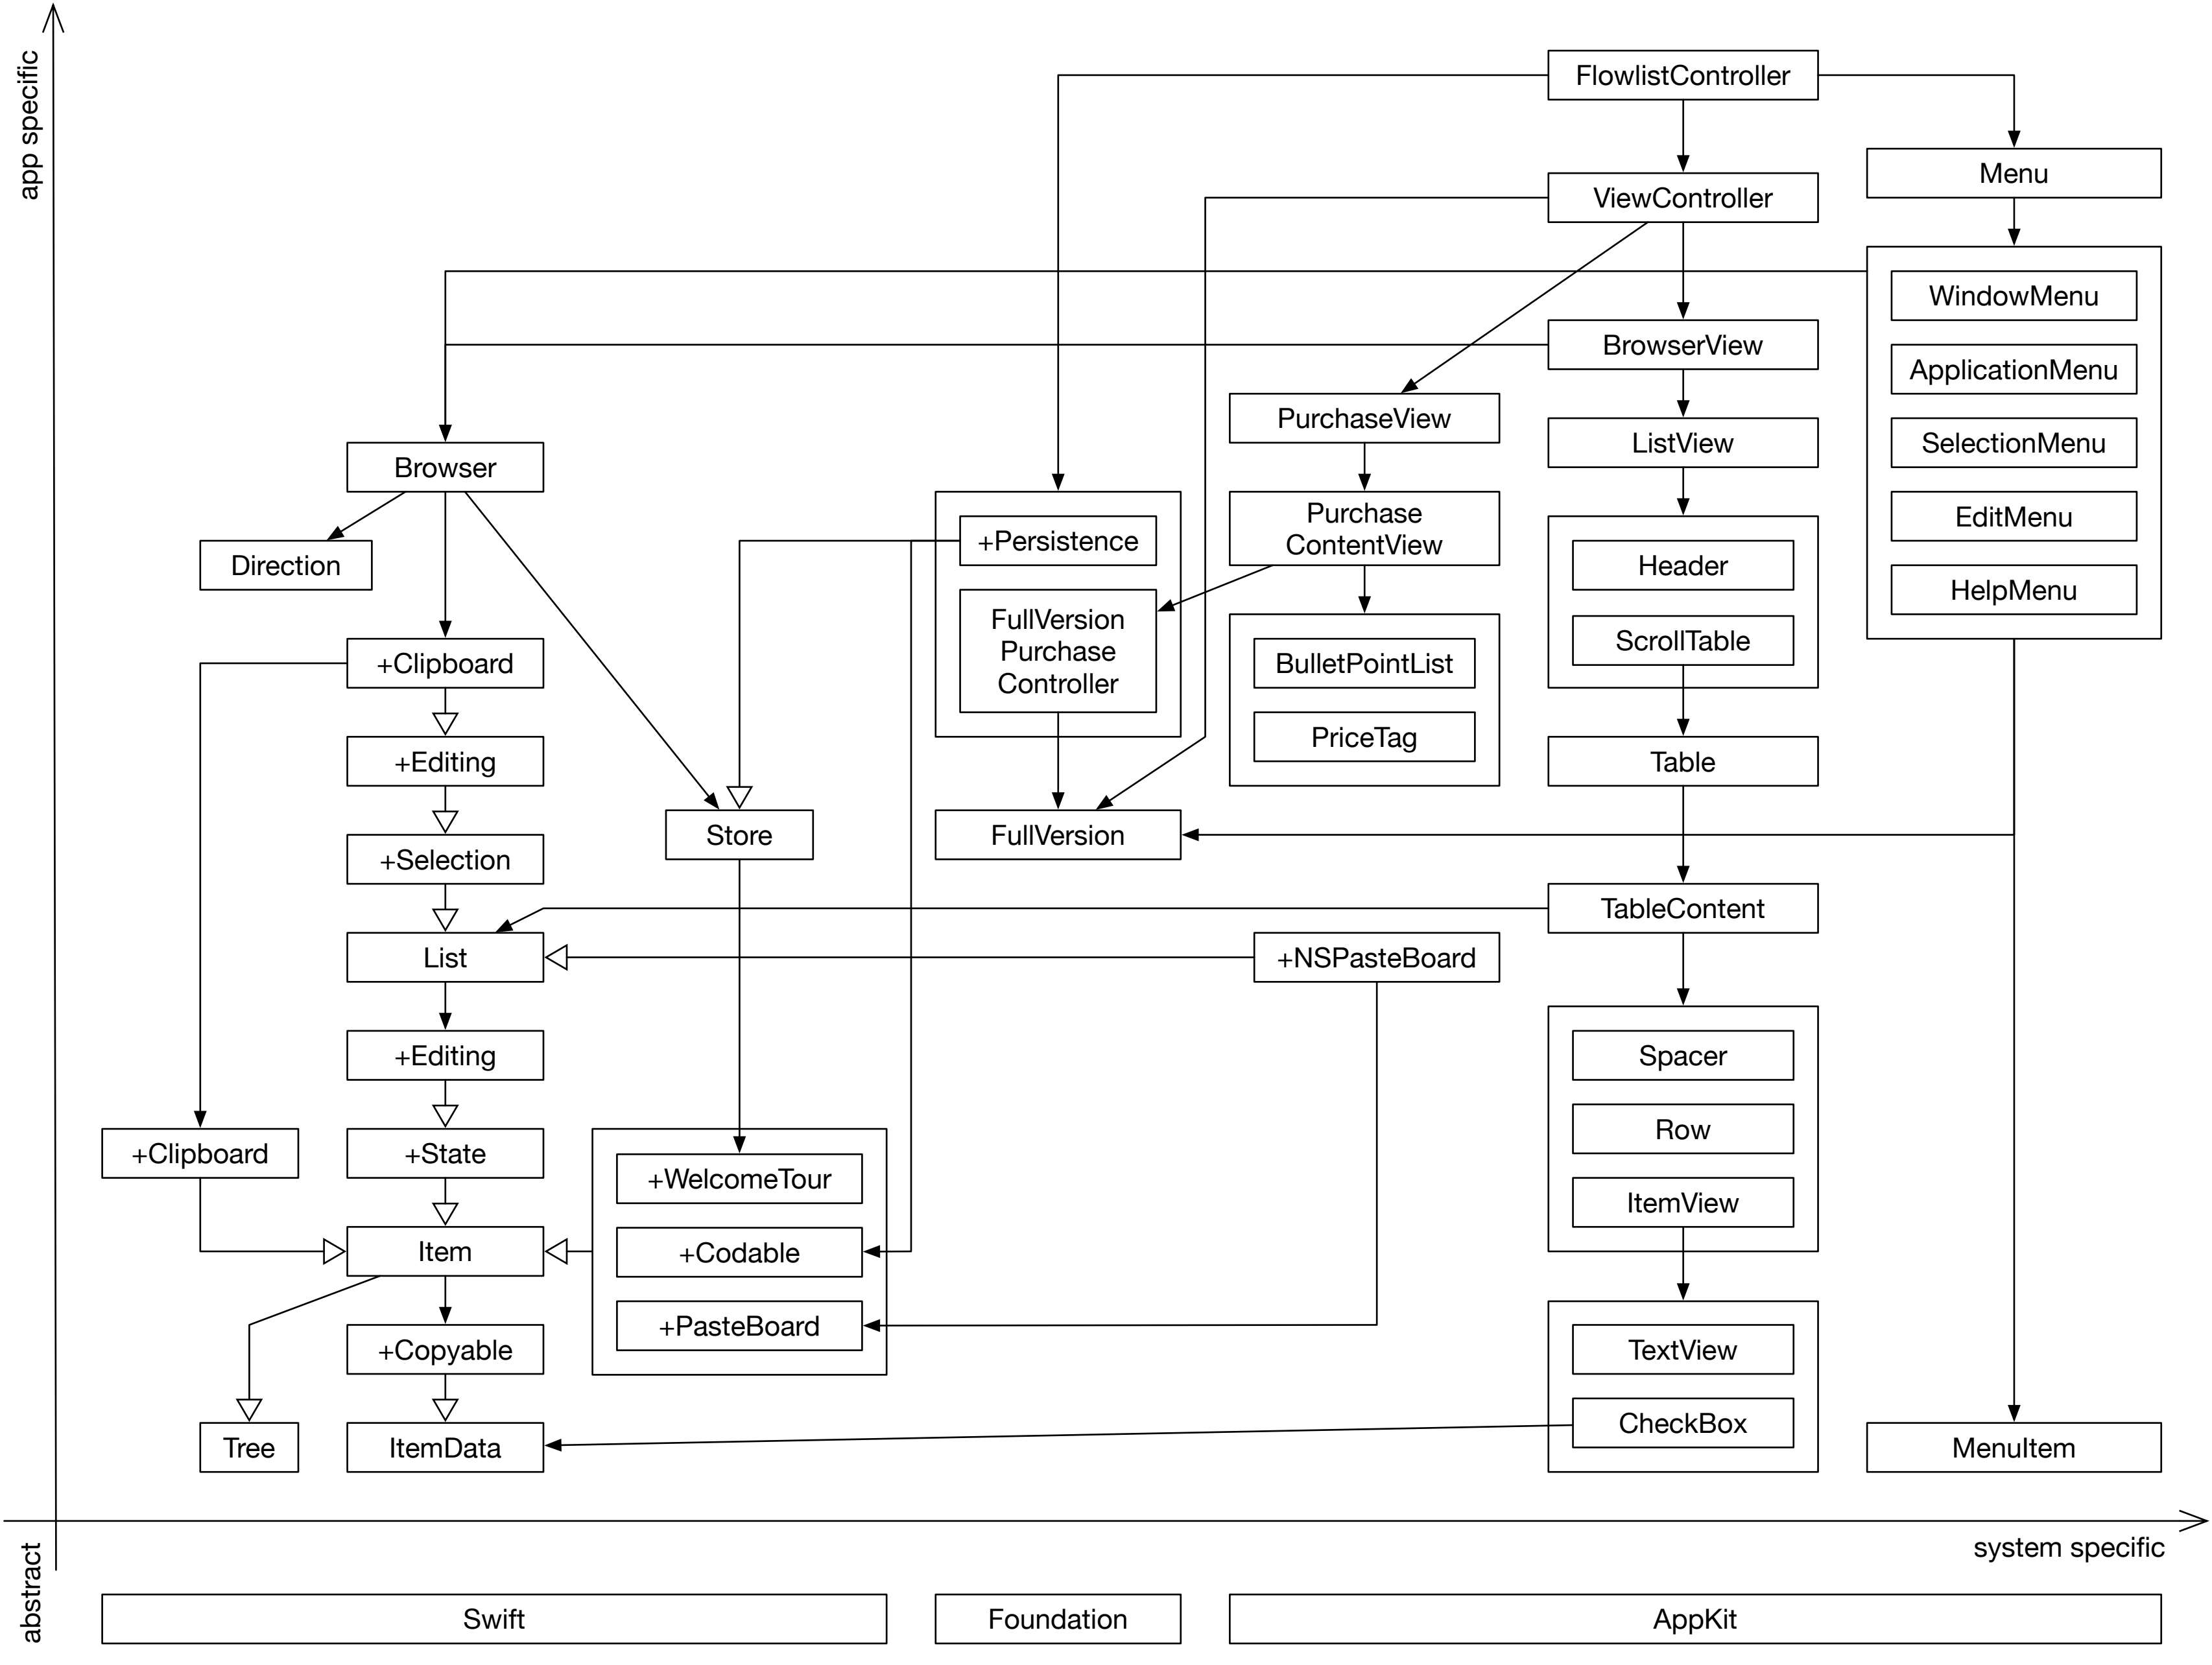 app specific
FlowlistController
Menu
ViewController
WindowMenu
BrowserView
ApplicationMenu
PurchaseView
ListView
SelectionMenu
Browser
Purchase
ContentView
EditMenu
+Persistence
Direction
Header
HelpMenu
FullVersion
Purchase
Controller
ScrollTable
+Clipboard
BulletPointList
PriceTag
+Editing
Table
Store
FullVersion
+Selection
TableContent
List
+NSPasteBoard
+Editing
Spacer
Row
+Clipboard
+State
+WelcomeTour
ItemView
Item
+Codable
+PasteBoard
+Copyable
TextView
CheckBox
Tree
ItemData
MenuItem
system specific
abstract
Swift
Foundation
AppKit